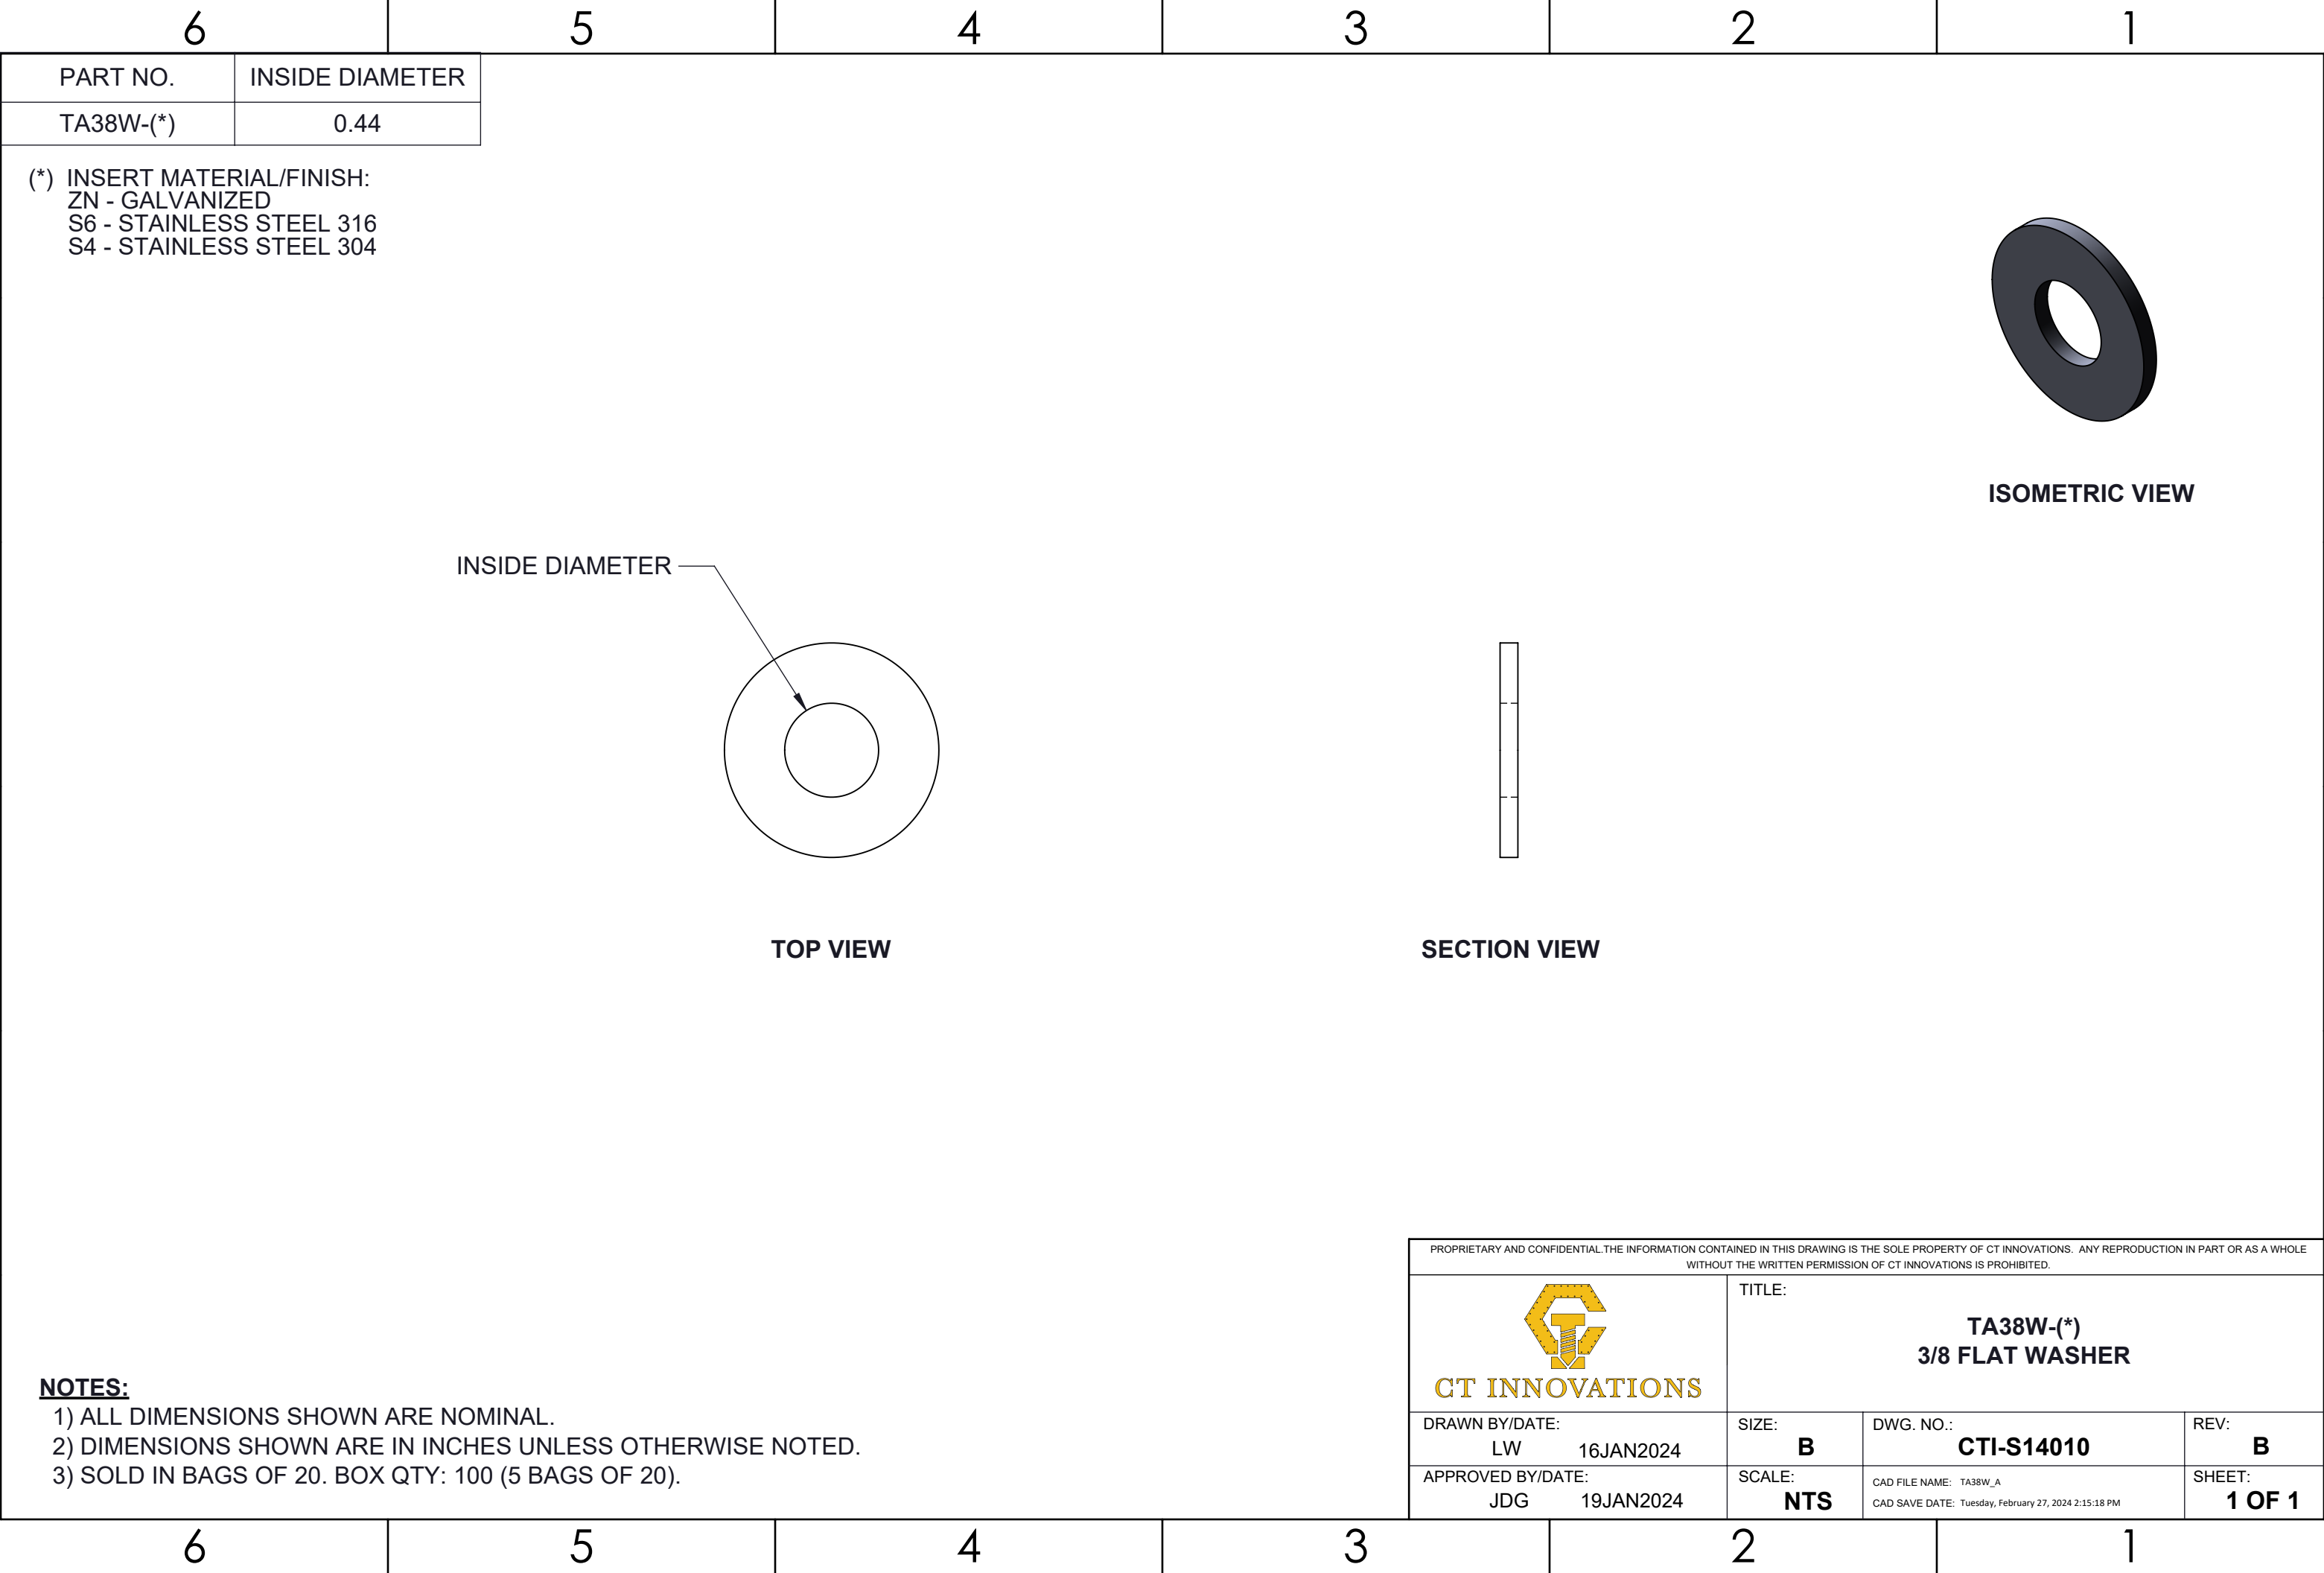 6 5 4 3 2 1
PART NO. INSIDE DIAMETER
TA38W-(*) 0.44
(*) INSERT MATERIAL/FINISH:
ZN - GALVANIZED
S6 - STAINLESS STEEL 316
S4 - STAINLESS STEEL 304
ISOMETRIC VIEW
INSIDE DIAMETER
TOP VIEW
SECTION VIEW
NOTES:
1) ALL DIMENSIONS SHOWN ARE NOMINAL.
2) DIMENSIONS SHOWN ARE IN INCHES UNLESS OTHERWISE NOTED.
3) SOLD IN BAGS OF 20. BOX QTY: 100 (5 BAGS OF 20).
PROPRIETARY AND CONFIDENTIAL.THE INFORMATION CONTAINED IN THIS DRAWING IS THE SOLE PROPERTY OF CT INNOVATIONS. ANY REPRODUCTION IN PART OR AS A WHOLE
WITHOUT THE WRITTEN PERMISSION OF CT INNOVATIONS IS PROHIBITED.
CT INNOVATIONS
TITLE:
TA38W-(*)
3/8 FLAT WASHER
DRAWN BY/DATE:
LW 16JAN2024
SIZE:
B
DWG. NO.:
CTI-S14010
REV:
B
APPROVED BY/DATE:
JDG 19JAN2024
SCALE:
NTS
CAD FILE NAME: TA38W_A
CAD SAVE DATE: Tuesday, February 27, 2024 2:15:18 PM
SHEET:
1 OF 1
6 5 4 3 2 1